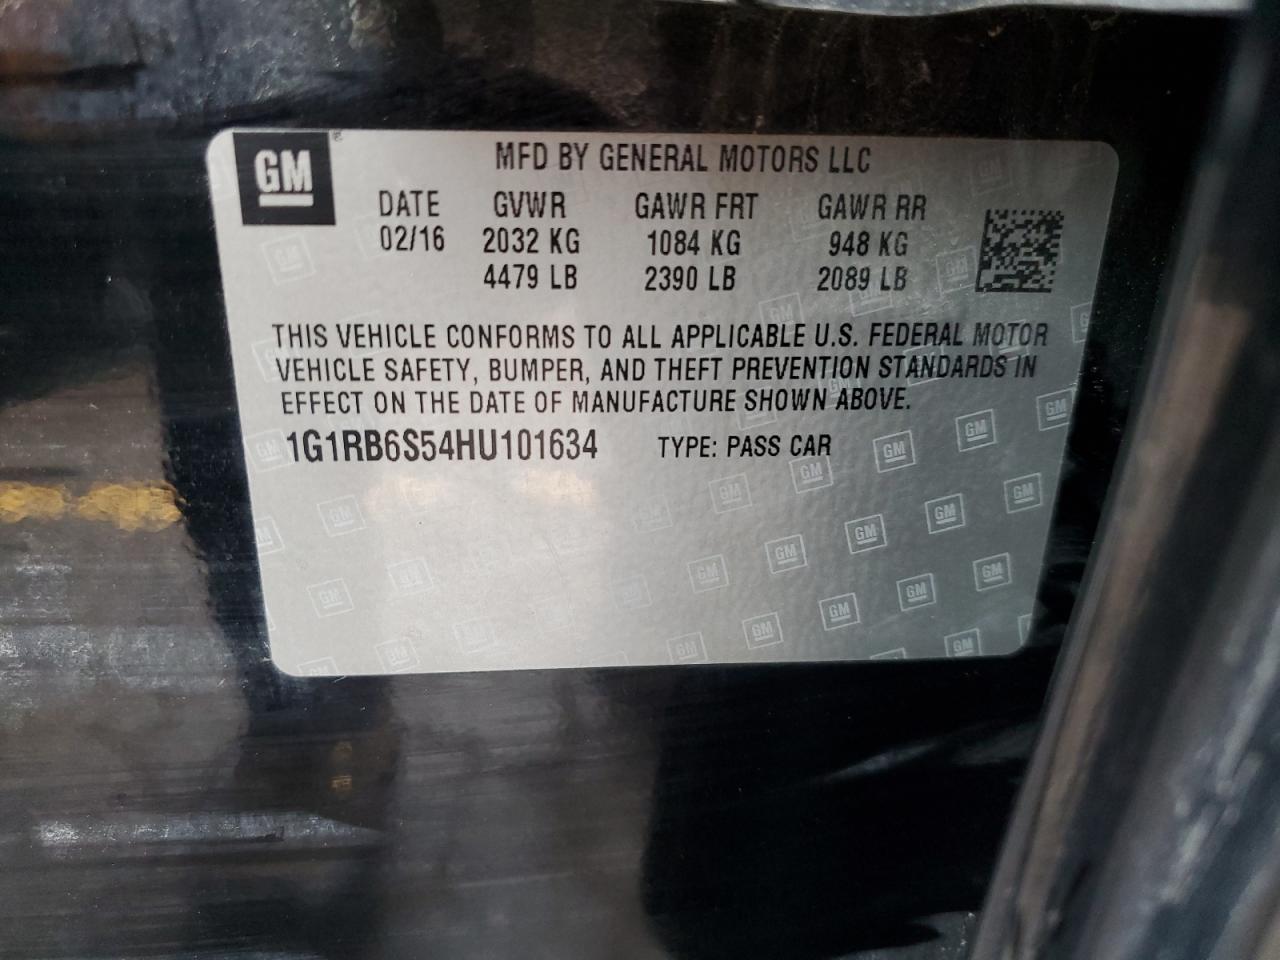 GM
MFD BY GENERAL MOTORS LLC
DATE GVWR GAWR FRT GAWR RR
02/16 2032 KG 1084 KG 948 KG
4479 LB 2390 LB 2089 LB
THIS VEHICLE CONFORMS TO ALL APPLICABLE U.S. FEDERAL MOTOR
VEHICLE SAFETY, BUMPER, AND THEFT PREVENTION STANDARDS IN
EFFECT ON THE DATE OF MANUFACTURE SHOWN ABOVE.
1G1RB6S54HU101634 TYPE: PASS CAR